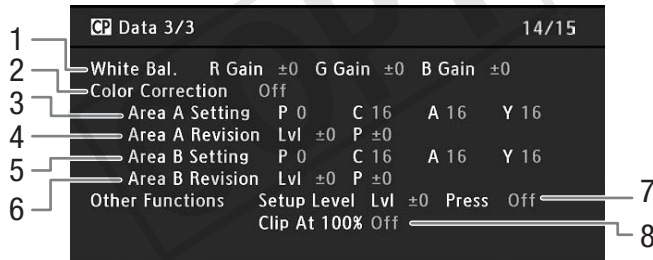 CP Data 3/3 14/15
1 White Bal. R Gain ±0 G Gain ±0 B Gain ±0
2 Color Correction Off
3 Area A Setting P 0 C 16 A 16 Y 16
4 Area A Revision Lvl ±0 P ±0
5 Area B Setting P 0 C 16 A 16 Y 16
6 Area B Revision Lvl ±0 P ±0
Other Functions Setup Level Lvl ±0 Press Off 7
Clip At 100% Off 8